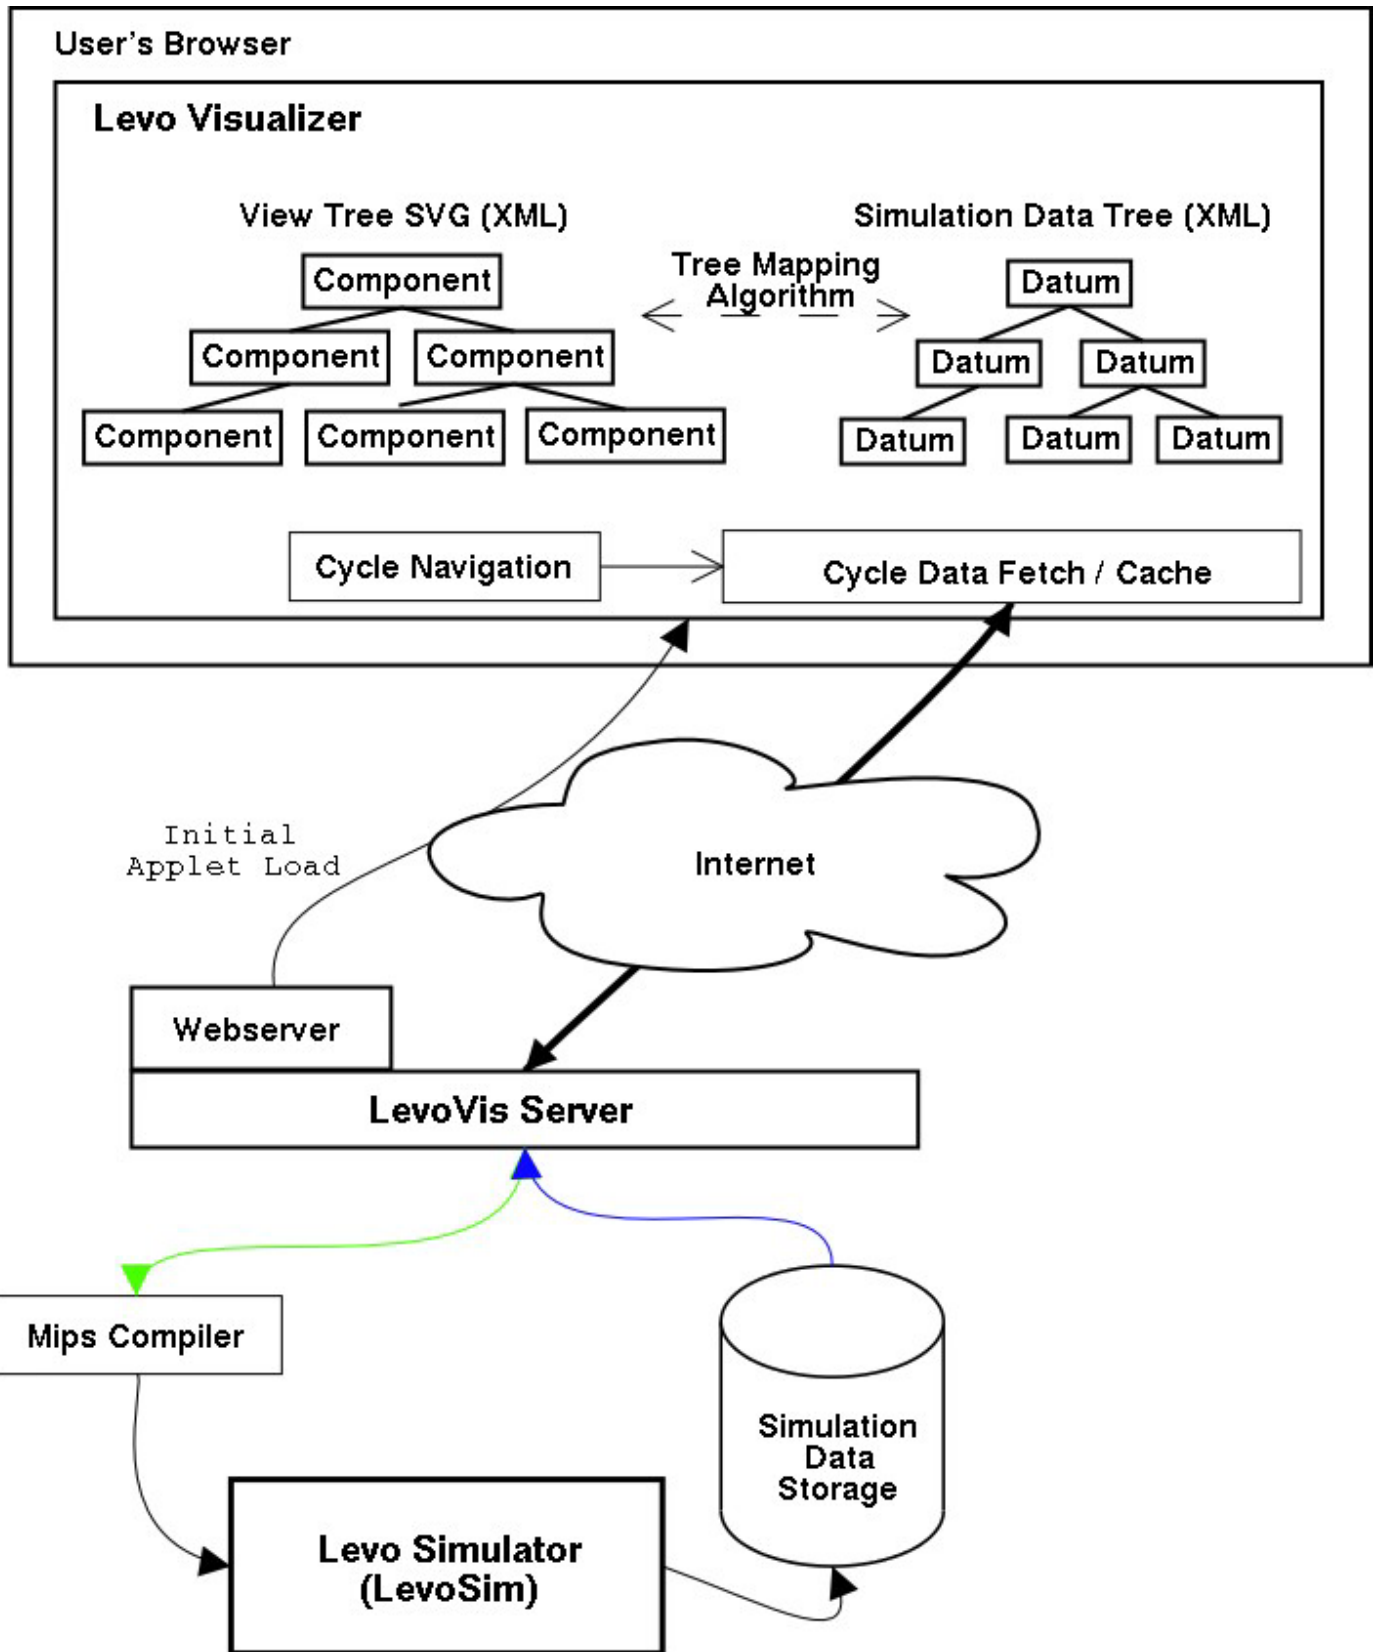 User's Browser
Levo Visualizer
View Tree SVG (XML)
Simulation Data Tree (XML)
Tree Mapping
Algorithm
Component
Datum
Component
Component
Datum
Datum
Component
Component
Component
Datum
Datum
Datum
Cycle Navigation
Cycle Data Fetch / Cache
Initial
Applet Load
Internet
Webserver
LevoVis Server
Mips Compiler
Simulation
Data
Storage
Levo Simulator
(LevoSim)